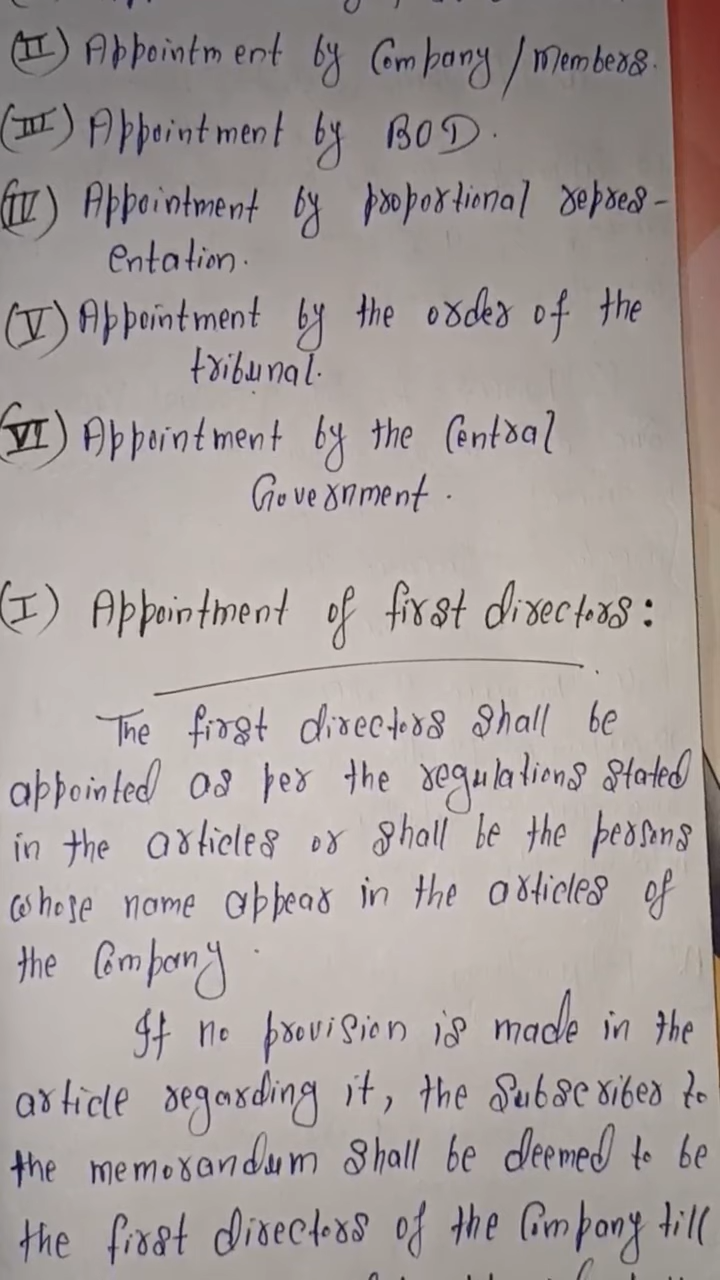 (II) Appointment by Company/Members.
(III) Appointment by BOD.
(IV) Appointment by proportional repres-
entation.
(V) Appointment by the order of the
tribunal.
(VI) Appointment by the Central
Government.
(I) Appointment of first directors:
The first directors shall be
appointed as per the regulations stated
in the articles or shall be the persons
whose name appear in the articles of
the Company.
If no provision is made in the
article regarding it, the Subscriber to
the memorandum shall be deemed to be
the first directors of the Company till